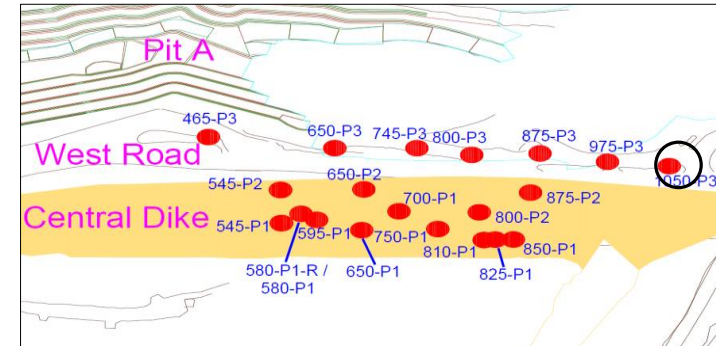 Pit A
465-P3
650-P3
745-P3
800-P3
875-P3
975-P3
1050-P3
West Road
545-P2
650-P2
875-P2
700-P1
800-P2
Central Dike
545-P1
595-P1
750-P1
810-P1
850-P1
580-P1-R /
580-P1
650-P1
825-P1